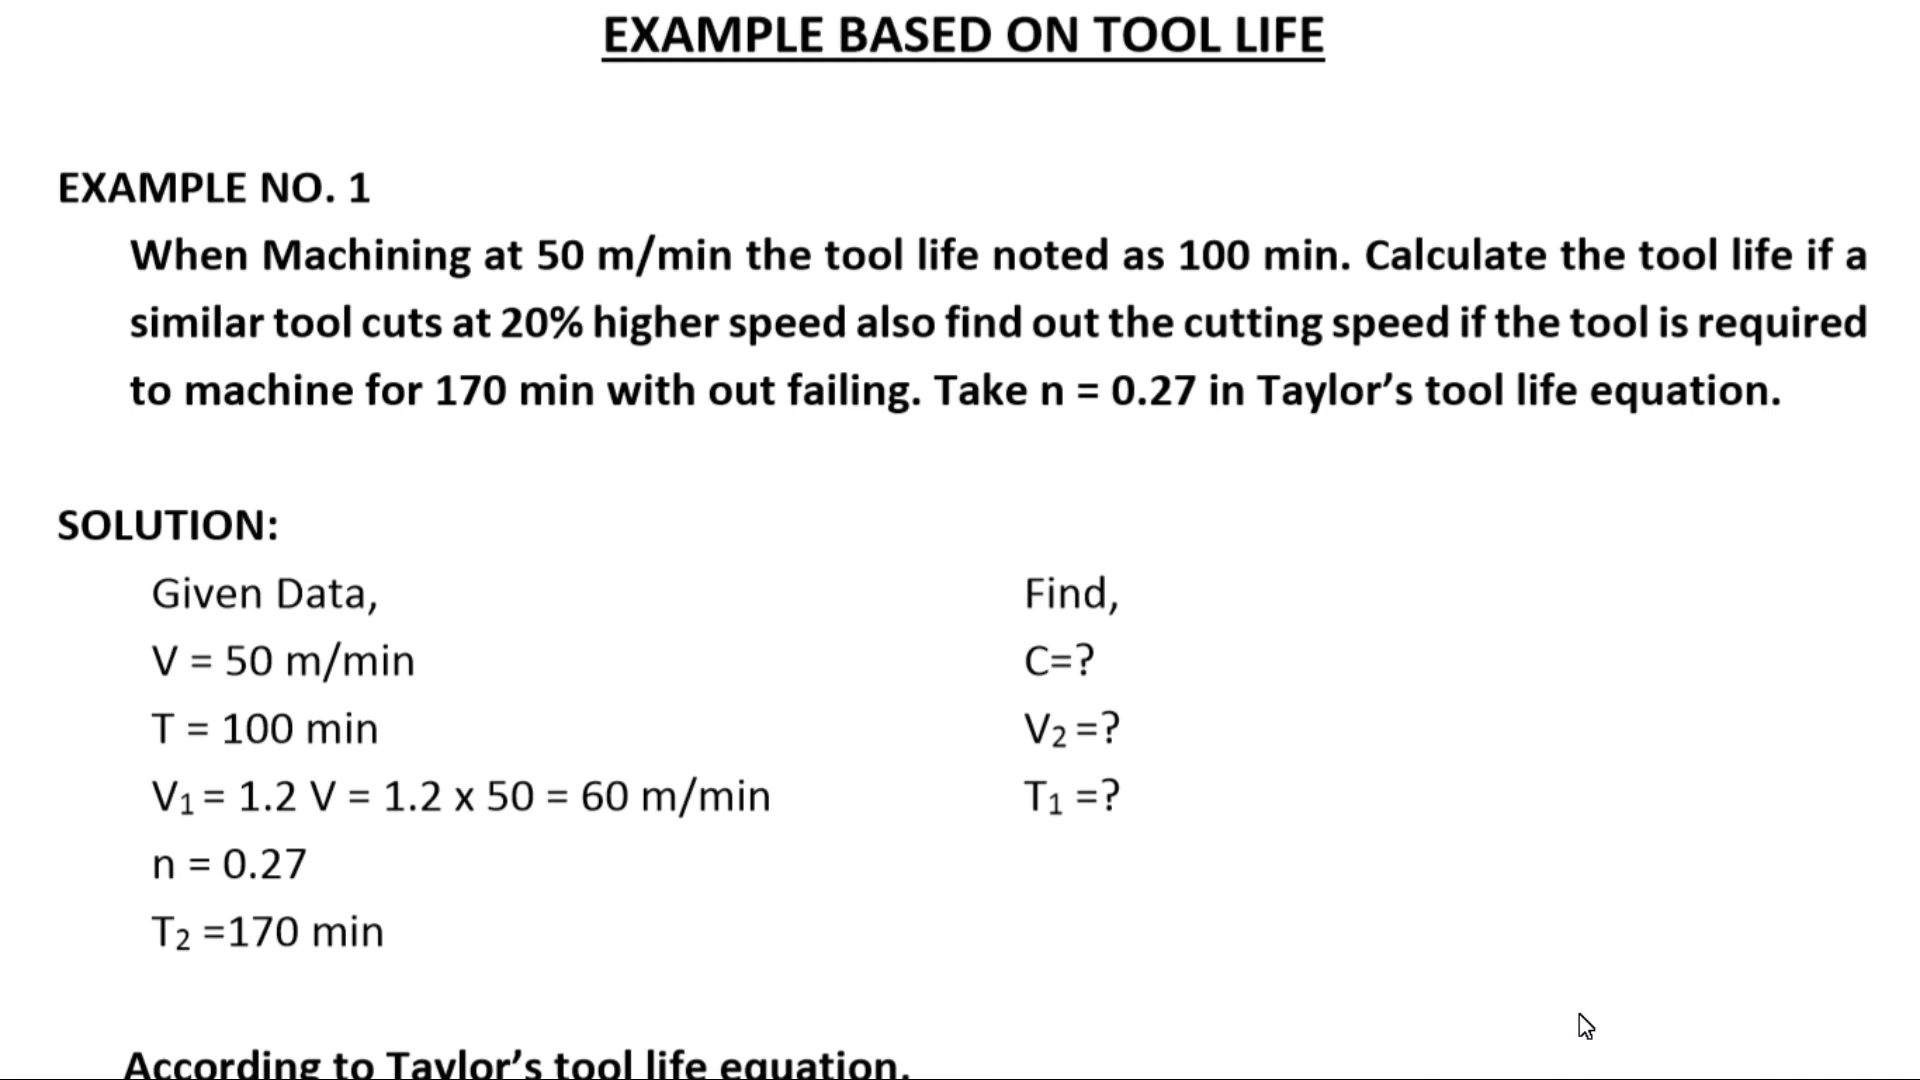 EXAMPLE BASED ON TOOL LIFE
EXAMPLE NO. 1
When Machining at 50 m/min the tool life noted as 100 min. Calculate the tool life if a
similar tool cuts at 20% higher speed also find out the cutting speed if the tool is required
to machine for 170 min with out failing. Take n = 0.27 in Taylor’s tool life equation.
SOLUTION:
Given Data,
V = 50 m/min
T = 100 min
V₁ = 1.2 V = 1.2 x 50 = 60 m/min
n = 0.27
T₂ =170 min
Find,
C=?
V₂ =?
T₁ =?
According to Taylor’s tool life equation.